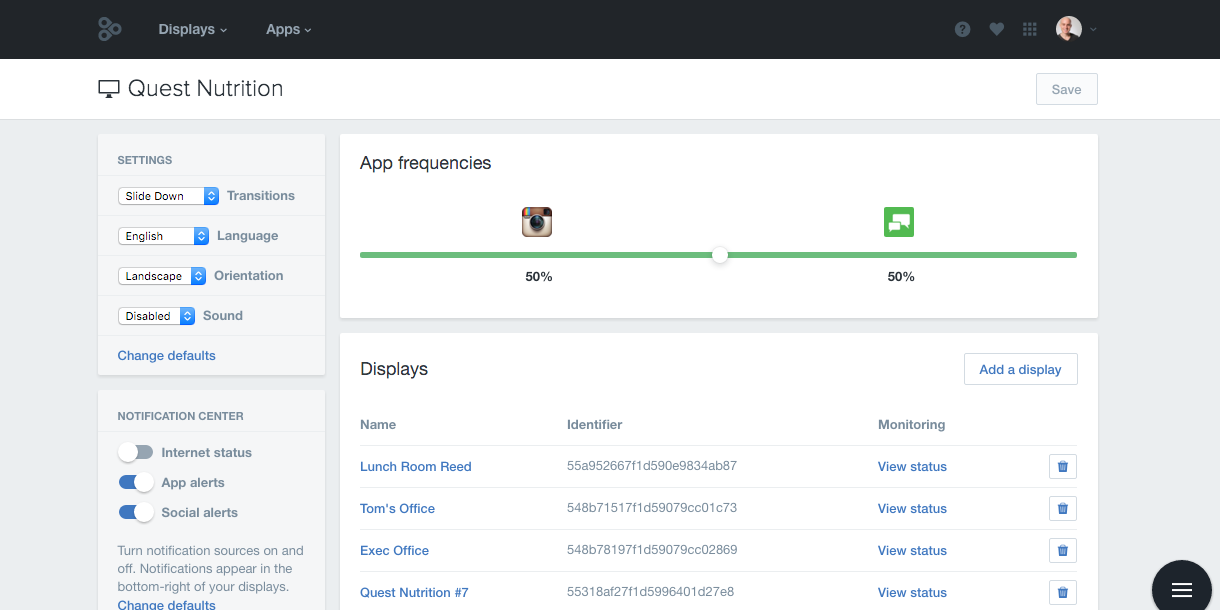 Displays Apps
Quest Nutrition
Save
SETTINGS
Slide Down Transitions
English Language
Landscape Orientation
Disabled Sound
Change defaults
NOTIFICATION CENTER
Internet status
App alerts
Social alerts
Turn notification sources on and
off. Notifications appear in the
bottom-right of your displays.
Change defaults
App frequencies
50% 50%
Displays
Add a display
Name Identifier Monitoring
Lunch Room Reed 55a952667f1d590e9834ab87 View status
Tom's Office 548b71517f1d59079cc01c73 View status
Exec Office 548b78197f1d59079cc02869 View status
Quest Nutrition #7 55318af27f1d5996401d27e8 View status